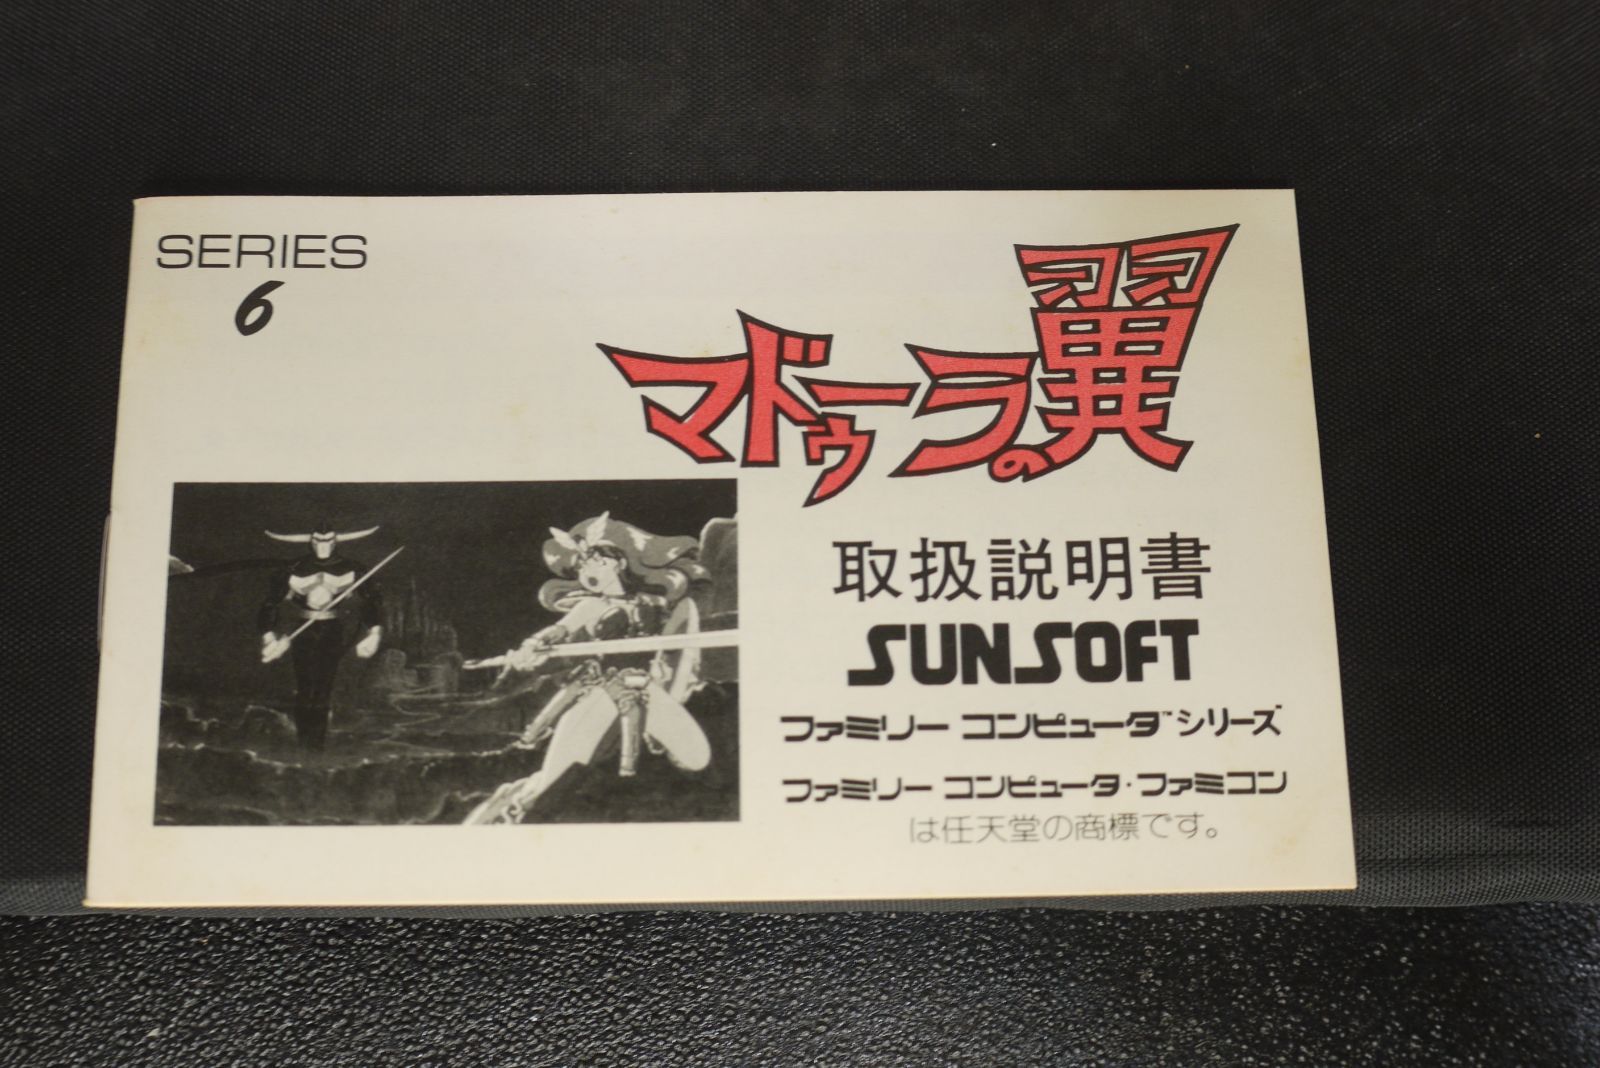 SERIES
6
マドゥーラの翼
取扱説明書
SUNSOFT
ファミリー コンピュータ™シリーズ
ファミリー コンピュータ・ファミコン
は任天堂の商標です。